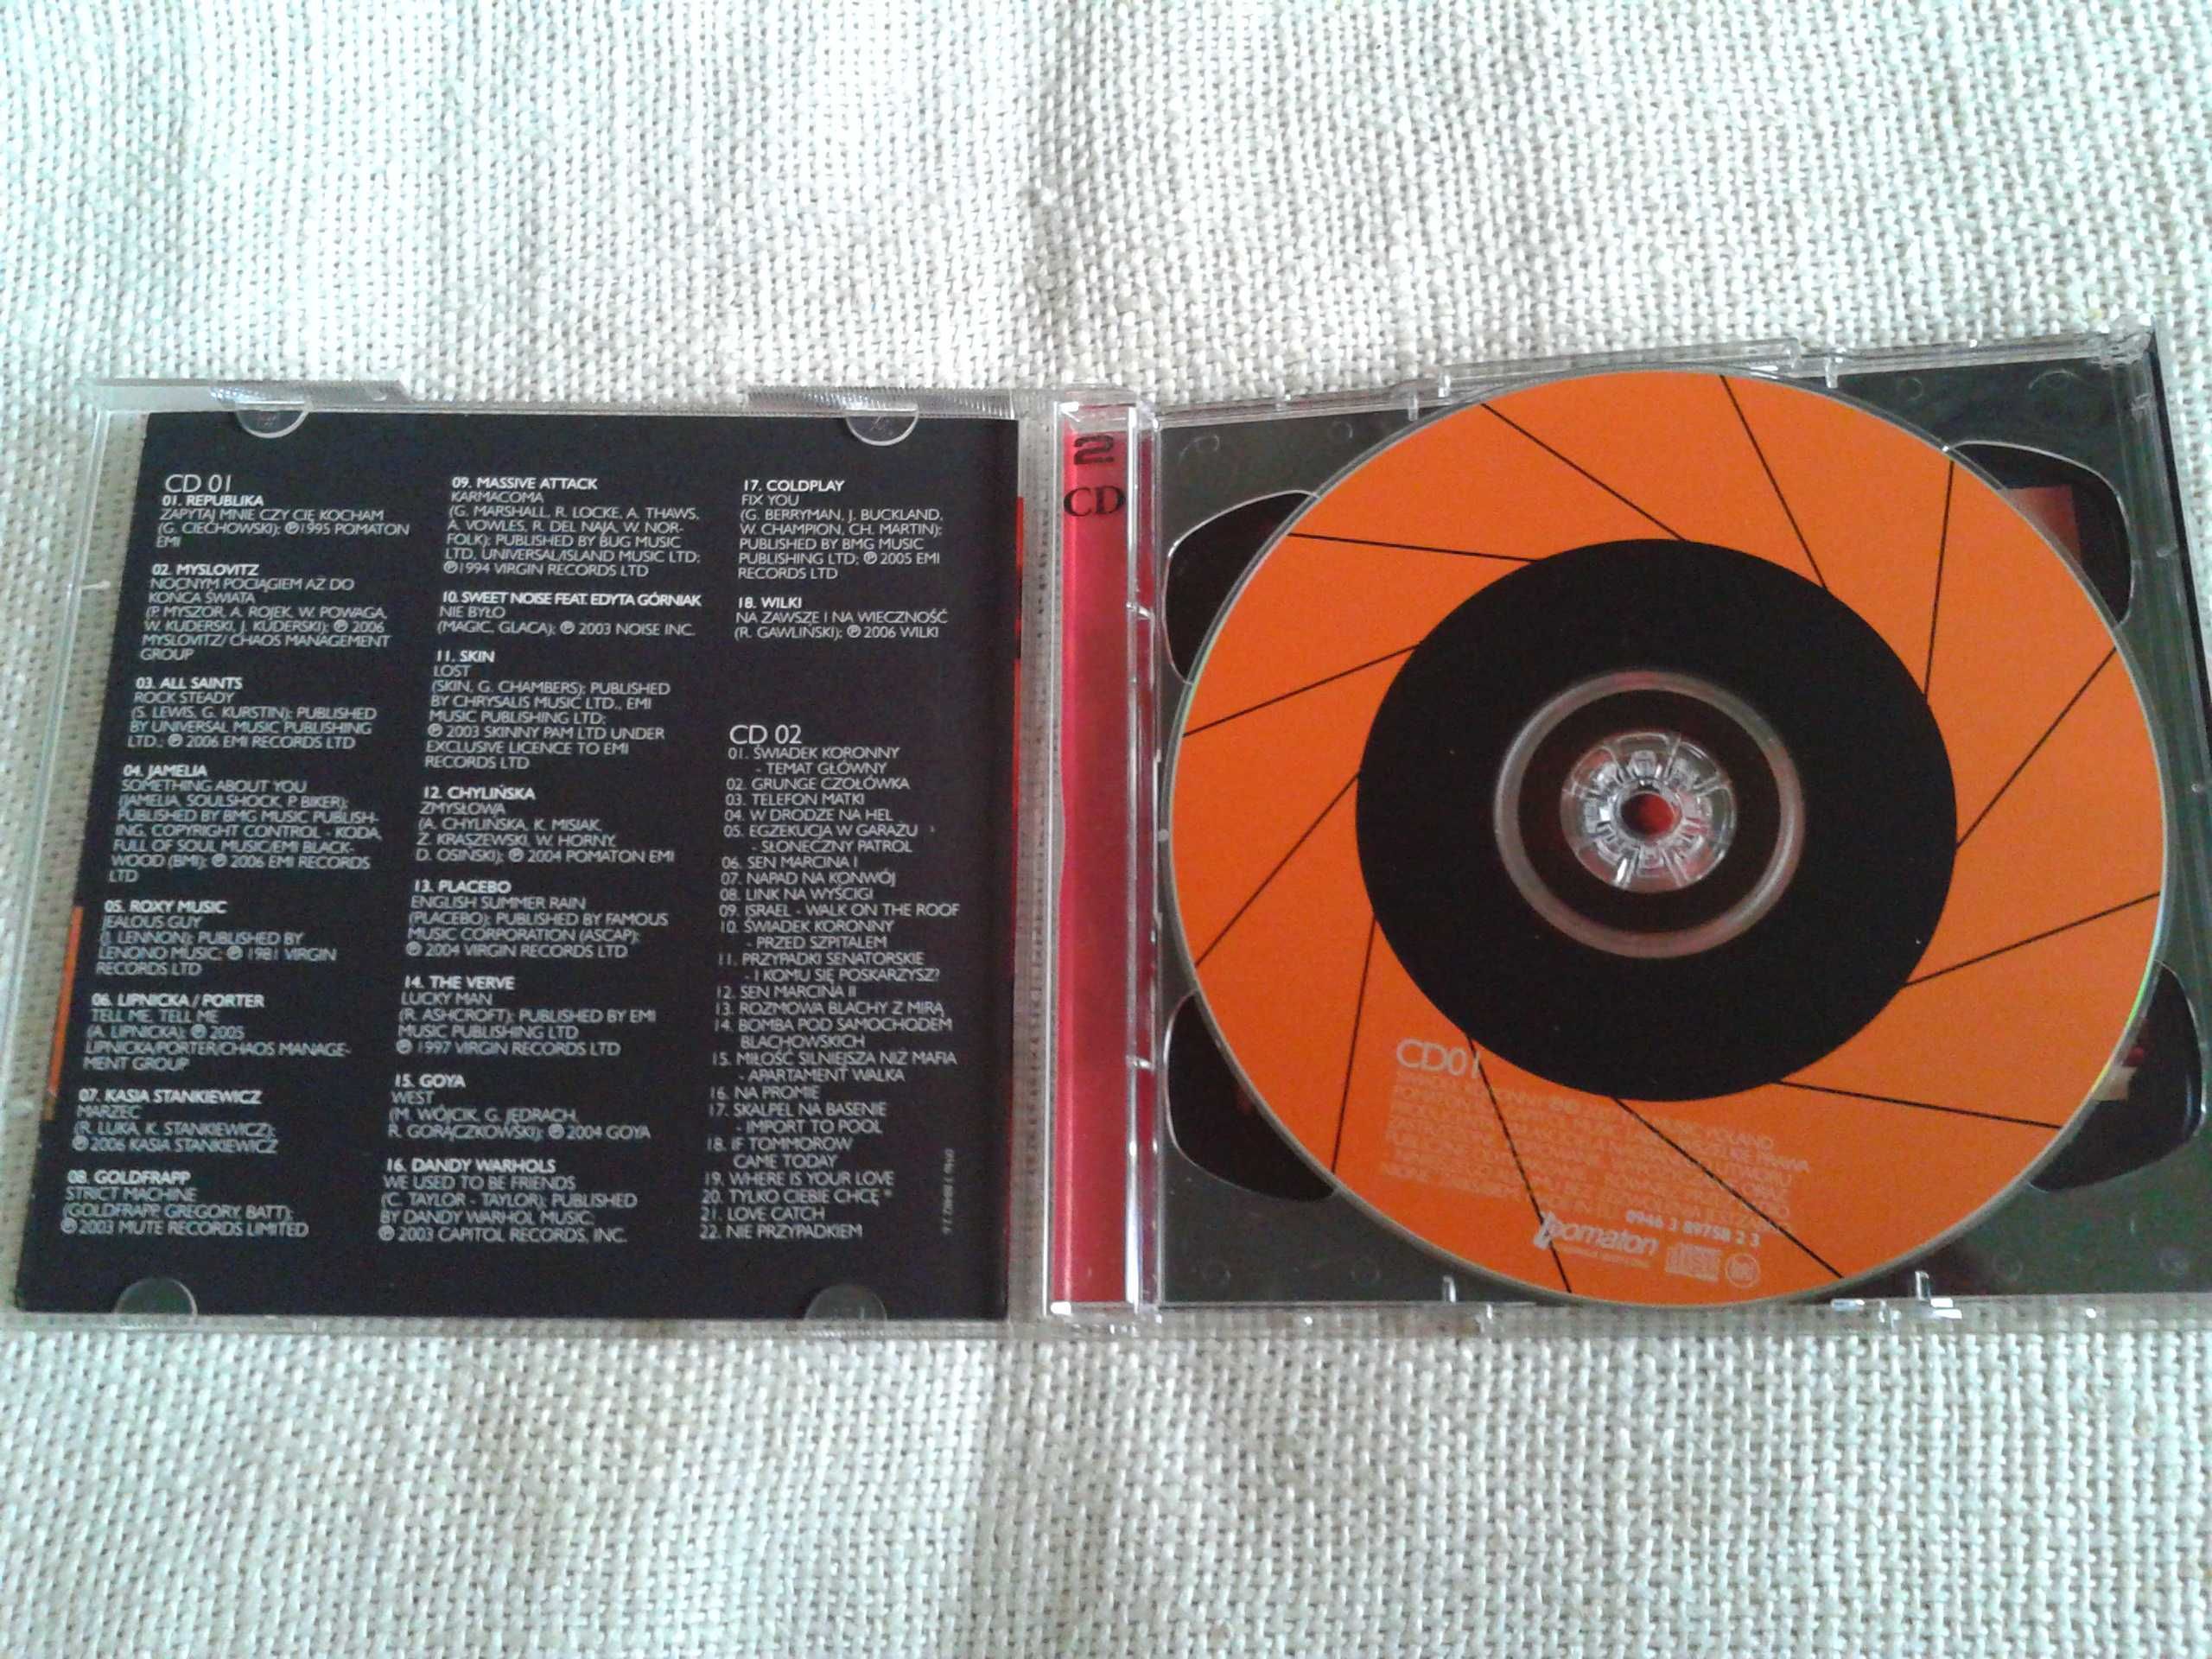 CD 01
01. REPUBLIKA
ZAPYTAJ MNIE CZY CIĘ KOCHAM
(G. CIECHOWSKI); ℗1995 POMATON
EMI
02. MYSLOVITZ
NOCNYM POCIĄGIEM AŻ DO
KOŃCA ŚWIATA
(P. MYSZOR, A. ROJEK, W. POWAGA,
W. KUDERSKI, J. KUDERSKI); ℗ 2006
MYSLOVITZ/ CHAOS MANAGEMENT
GROUP
03. ALL SAINTS
ROCK STEADY
(S. LEWIS, G. KURSTIN); PUBLISHED
BY UNIVERSAL MUSIC PUBLISHING
LTD.; ℗ 2006 EMI RECORDS LTD
04. JAMELIA
SOMETHING ABOUT YOU
(JAMELIA, SOULSHOCK, P. BIKER);
PUBLISHED BY BMG MUSIC PUBLISH-
ING, COPYRIGHT CONTROL - KODA,
FULL OF SOUL MUSIC/EMI BLACK-
WOOD (BMI); ℗ 2006 EMI RECORDS
LTD
05. ROXY MUSIC
JEALOUS GUY
(J. LENNON); PUBLISHED BY
LENONO MUSIC; ℗ 1981 VIRGIN
RECORDS LTD
06. LIPNICKA / PORTER
TELL ME, TELL ME
(A. LIPNICKA); ℗ 2005
LIPNICKA/PORTER/CHAOS MANAGE-
MENT GROUP
07. KASIA STANKIEWICZ
MARZEC
(R. LUKA, K. STANKIEWICZ);
℗ 2006 KASIA STANKIEWICZ
08. GOLDFRAPP
STRICT MACHINE
(GOLDFRAPP, GREGORY, BATT);
℗ 2003 MUTE RECORDS LIMITED
09. MASSIVE ATTACK
KARMACOMA
(G. MARSHALL, R. LOCKE, A. THAWS,
A. VOWLES, R. DEL NAJA, W. NOR-
FOLK); PUBLISHED BY BUG MUSIC
LTD, UNIVERSAL/ISLAND MUSIC LTD;
℗1994 VIRGIN RECORDS LTD
10. SWEET NOISE FEAT. EDYTA GÓRNIAK
NIE BYŁO
(MAGIC, GLACA); ℗ 2003 NOISE INC.
11. SKIN
LOST
(SKIN, G. CHAMBERS); PUBLISHED
BY CHRYSALIS MUSIC LTD., EMI
MUSIC PUBLISHING LTD;
℗ 2003 SKINNY PAM LTD UNDER
EXCLUSIVE LICENCE TO EMI
RECORDS LTD
12. CHYLIŃSKA
ZMYSŁOWA
(A. CHYLIŃSKA, K. MISIAK,
Z. KRASZEWSKI, W. HORNY,
D. OSIŃSKI); ℗ 2004 POMATON EMI
13. PLACEBO
ENGLISH SUMMER RAIN
(PLACEBO); PUBLISHED BY FAMOUS
MUSIC CORPORATION (ASCAP);
℗ 2004 VIRGIN RECORDS LTD
14. THE VERVE
LUCKY MAN
(R. ASHCROFT); PUBLISHED BY EMI
MUSIC PUBLISHING LTD
℗ 1997 VIRGIN RECORDS LTD
15. GOYA
WEST
(M. WÓJCIK, G. JĘDRACH,
R. GORĄCZKOWSKI); ℗ 2004 GOYA
16. DANDY WARHOLS
WE USED TO BE FRIENDS
(C. TAYLOR - TAYLOR); PUBLISHED
BY DANDY WARHOL MUSIC;
℗ 2003 CAPITOL RECORDS, INC.
17. COLDPLAY
FIX YOU
(G. BERRYMAN, J. BUCKLAND,
W. CHAMPION, CH. MARTIN);
PUBLISHED BY BMG MUSIC
PUBLISHING LTD; ℗ 2005 EMI
RECORDS LTD
18. WILKI
NA ZAWSZE I NA WIECZNOŚĆ
(R. GAWLIŃSKI); ℗ 2006 WILKI
CD 02
01. ŚWIADEK KORONNY
- TEMAT GŁÓWNY
02. GRUNGE CZOŁÓWKA
03. TELEFON MATKI
04. W DRODZE NA HEL
05. EGZEKUCJA W GARAŻU
- SŁONECZNY PATROL
06. SEN MARCINA I
07. NAPAD NA KONWÓJ
08. LINK NA WYŚCIGI
09. ISRAEL - WALK ON THE ROOF
10. ŚWIADEK KORONNY
- PRZED SZPITALEM
11. PRZYPADKI SENATORSKIE
- I KOMU SIĘ POSKARŻYSZ?
12. SEN MARCINA II
13. ROZMOWA BLACHY Z MIRĄ
14. BOMBA POD SAMOCHODEM
BLACHOWSKICH
15. MIŁOŚĆ SILNIEJSZA NIŻ MAFIA
- APARTAMENT WALKA
16. NA PROMIE
17. SKALPEL NA BASENIE
- IMPORT TO POOL
18. IF TOMMOROW
CAME TODAY
19. WHERE IS YOUR LOVE
20. TYLKO CIEBIE CHCĘ *
21. LOVE CATCH
22. NIE PRZYPADKIEM
2
CD
CD01
0946 3 89758 2 3
pomaton